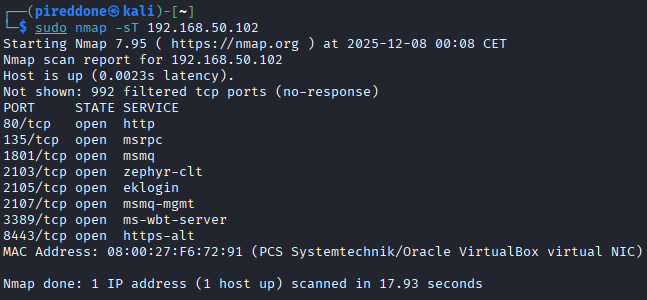 ┌──(pireddone㉿kali)-[~]
└─$ sudo nmap -sT 192.168.50.102
Starting Nmap 7.95 ( https://nmap.org ) at 2025-12-08 00:08 CET
Nmap scan report for 192.168.50.102
Host is up (0.0023s latency).
Not shown: 992 filtered tcp ports (no-response)
PORT     STATE SERVICE
80/tcp   open  http
135/tcp  open  msrpc
1801/tcp open  msmq
2103/tcp open  zephyr-clt
2105/tcp open  eklogin
2107/tcp open  msmq-mgmt
3389/tcp open  ms-wbt-server
8443/tcp open  https-alt
MAC Address: 08:00:27:F6:72:91 (PCS Systemtechnik/Oracle VirtualBox virtual NIC)

Nmap done: 1 IP address (1 host up) scanned in 17.93 seconds